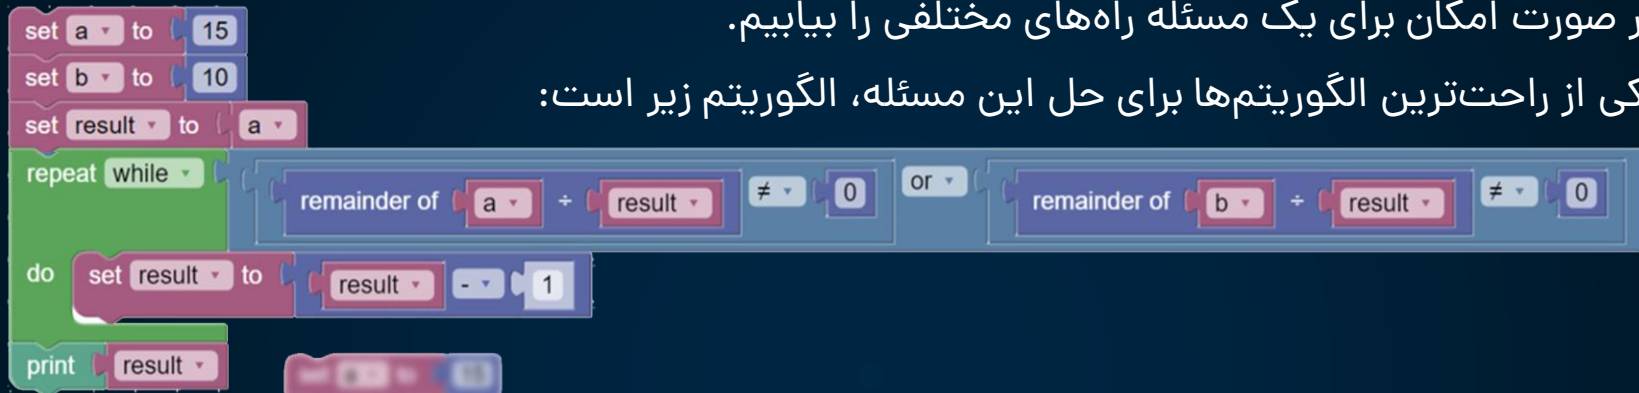 صورت امکان برای یک مسئله راه‌های مختلفی را بیابیم.
از راحت‌ترین الگوریتم‌ها برای حل این مسئله، الگوریتم زیر است:
set a to 15
set b to 10
set result to a
repeat while remainder of a ÷ result ≠ 0 or remainder of b ÷ result ≠ 0
do set result to result - 1
print result